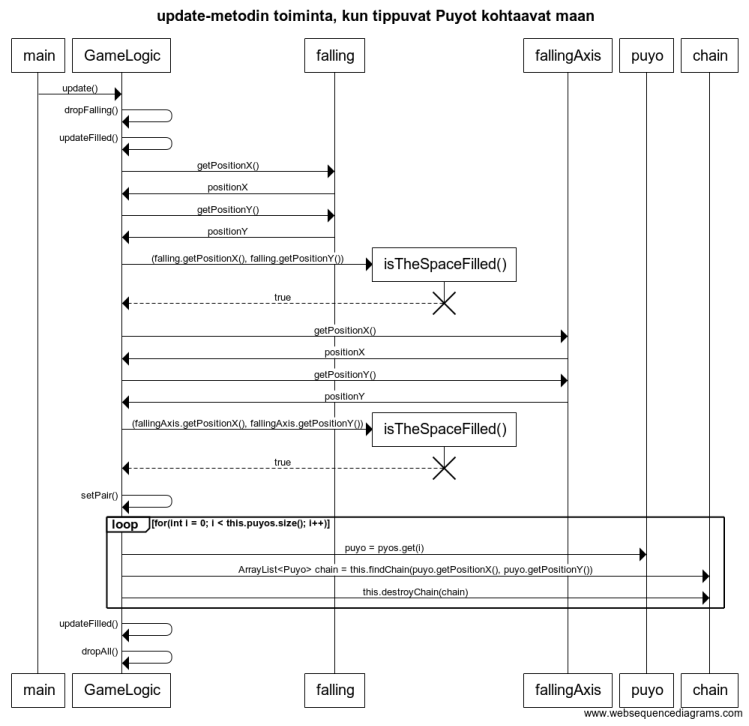 update-metodin toiminta, kun tippuvat Puyot kohtaavat maan
main GameLogic falling fallingAxis puyo chain
update()
dropFalling()
updateFilled()
getPositionX()
positionX
getPositionY()
positionY
(falling.getPositionX(), falling.getPositionY())
isTheSpaceFilled()
true
getPositionX()
positionX
getPositionY()
positionY
(fallingAxis.getPositionX(), fallingAxis.getPositionY())
isTheSpaceFilled()
true
setPair()
loop [for(int i = 0; i < this.puyos.size(); i++)]
puyo = pyos.get(i)
ArrayList<Puyo> chain = this.findChain(puyo.getPositionX(), puyo.getPositionY())
this.destroyChain(chain)
updateFilled()
dropAll()
main GameLogic falling fallingAxis puyo chain
www.websequencediagrams.com